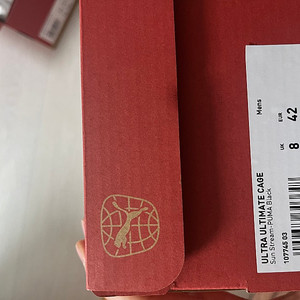 Mens
EUR 42
UK 8
ULTRA ULTIMATE CAGE
Sun Stream-PUMA Black
107745 03